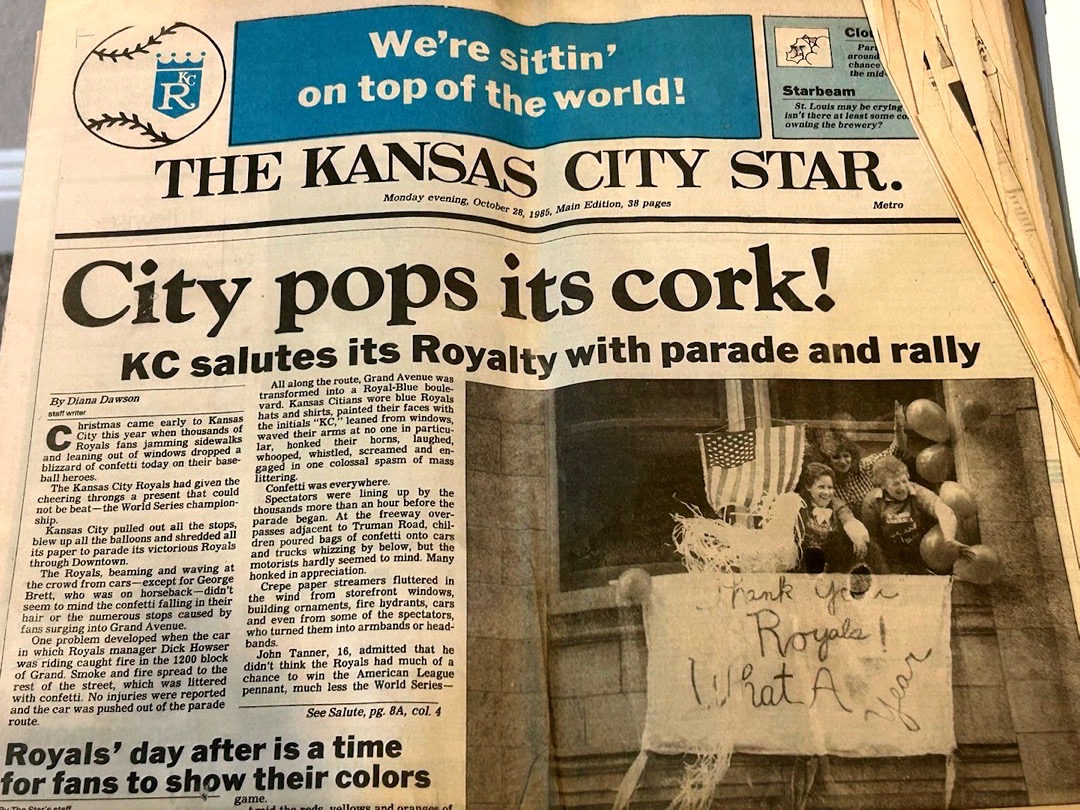 KC
R
We're sittin'
on top of the world!
Clou
Par
around
chance
the mid-
Starbeam
St. Louis may be crying
isn't there at least some co
owning the brewery?
THE KANSAS CITY STAR.
Monday evening, October 28, 1985, Main Edition, 38 pages
Metro
City pops its cork!
KC salutes its Royalty with parade and rally
By Diana Dawson
staff writer
Christmas came early to Kansas
City this year when thousands of
Royals fans jamming sidewalks
and leaning out of windows dropped a
blizzard of confetti today on their base-
ball heroes.
The Kansas City Royals had given the
cheering throngs a present that could
not be beat—the World Series champion-
ship.
Kansas City pulled out all the stops,
blew up all the balloons and shredded all
its paper to parade its victorious Royals
through Downtown.
The Royals, beaming and waving at
the crowd from cars—except for George
Brett, who was on horseback—didn't
seem to mind the confetti falling in their
hair or the numerous stops caused by
fans surging into Grand Avenue.
One problem developed when the car
in which Royals manager Dick Howser
was riding caught fire in the 1200 block
of Grand. Smoke and fire spread to the
rest of the street, which was littered
with confetti. No injuries were reported
and the car was pushed out of the parade
route.
All along the route, Grand Avenue was
transformed into a Royal-Blue boule-
vard. Kansas Citians wore blue Royals
hats and shirts, painted their faces with
the initials "KC," leaned from windows,
waved their arms at no one in particu-
lar, honked their horns, laughed,
whooped, whistled, screamed and en-
gaged in one colossal spasm of mass
littering.
Confetti was everywhere.
Spectators were lining up by the
thousands more than an hour before the
parade began. At the freeway over-
passes adjacent to Truman Road, chil-
dren poured bags of confetti onto cars
and trucks whizzing by below, but the
motorists hardly seemed to mind. Many
honked in appreciation.
Crepe paper streamers fluttered in
the wind from storefront windows,
building ornaments, fire hydrants, cars
and even from some of the spectators,
who turned them into armbands or head-
bands.
John Tanner, 16, admitted that he
didn't think the Royals had much of a
chance to win the American League
pennant, much less the World Series—
See Salute, pg. 8A, col. 4
Thank You
Royals!
What A
Year
Royals' day after is a time
for fans to show their colors
By The Star's staff
game.
Amid the reds, yellows and oranges of